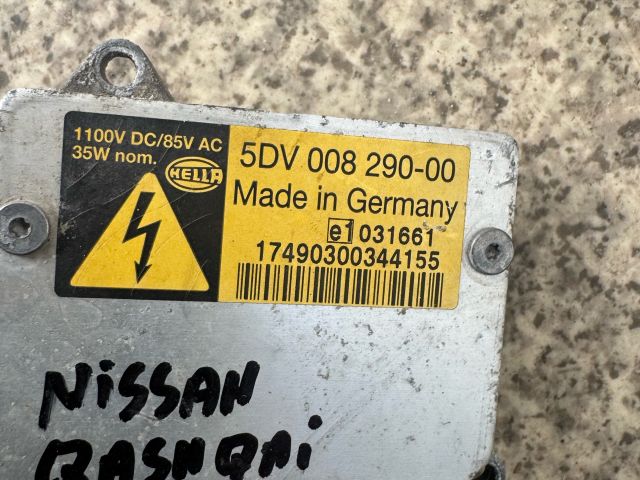 1100V DC/85V AC
35W nom.
HELLA
5DV 008 290-00
Made in Germany
e1 031661
17490300344155
NISSAN
QASHQAI